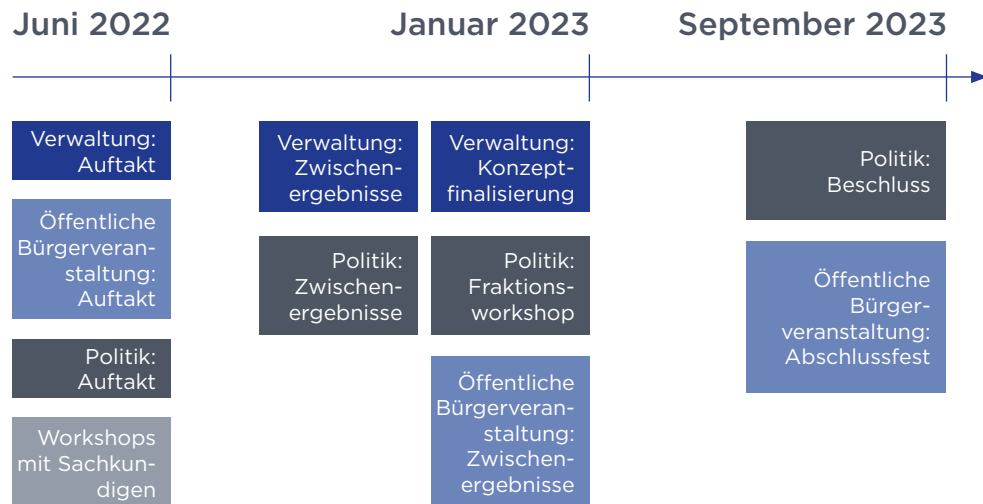 Juni 2022
Januar 2023
September 2023
Verwaltung:
Auftakt
Öffentliche
Bürgerveran-
staltung:
Auftakt
Politik:
Auftakt
Workshops
mit Sachkun-
digen
Verwaltung:
Zwischen-
ergebnisse
Politik:
Zwischen-
ergebnisse
Verwaltung:
Konzept-
finalisierung
Politik:
Fraktions-
workshop
Öffentliche
Bürgerveran-
staltung:
Zwischen-
ergebnisse
Politik:
Beschluss
Öffentliche
Bürger-
veranstaltung:
Abschlussfest